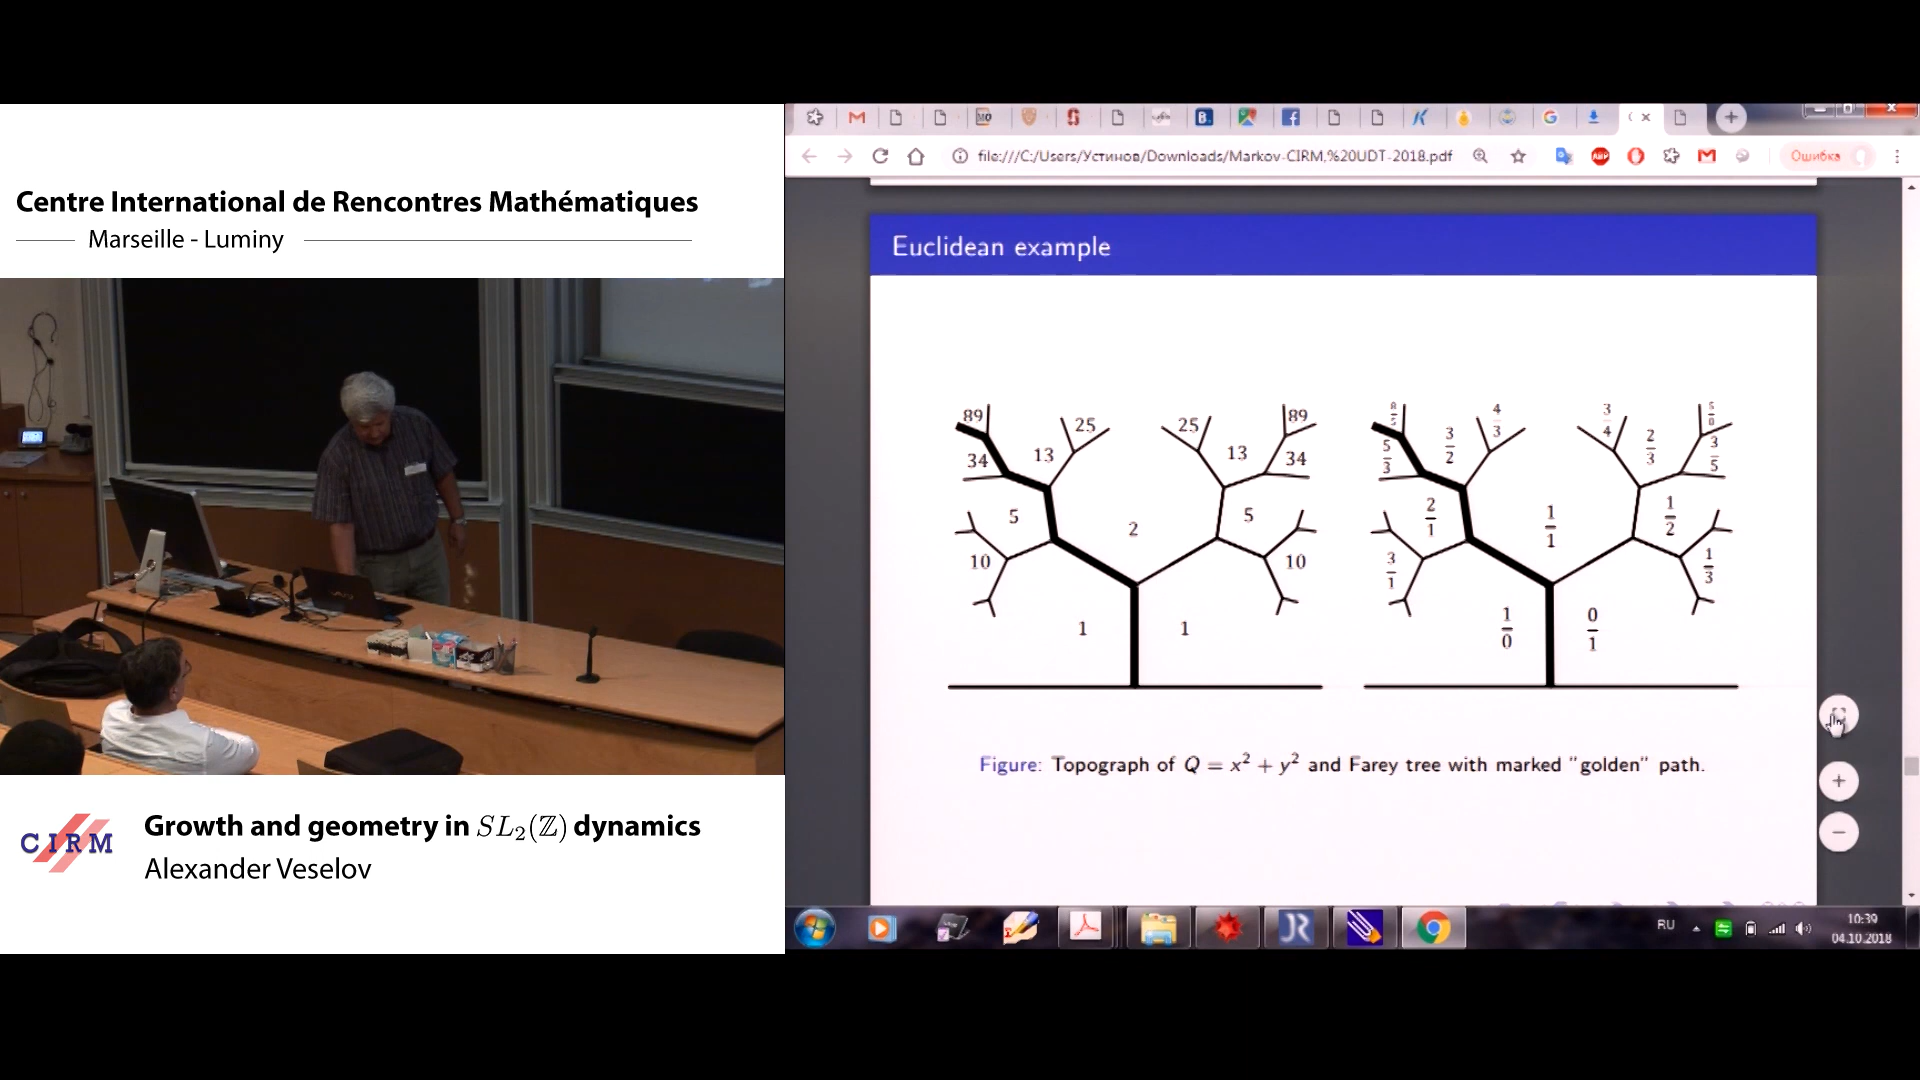 Centre International de Rencontres Mathématiques
Marseille - Luminy
CIRM
Growth and geometry in SL₂(ℤ) dynamics
Alexander Veselov
file:///C:/Users/Устинов/Downloads/Markov-CIRM,%20UDT-2018.pdf
Ошибка
Euclidean example
89 25 25 89
34 13 13 34
5 2 5
10 10
1 1
4/3 3/4
5/3 3/2 2/3 3/5
2/1 1/1 1/2
3/1 1/3
1/0 0/1
Figure: Topograph of Q = x² + y² and Farey tree with marked "golden" path.
RU
10:39
04.10.2018